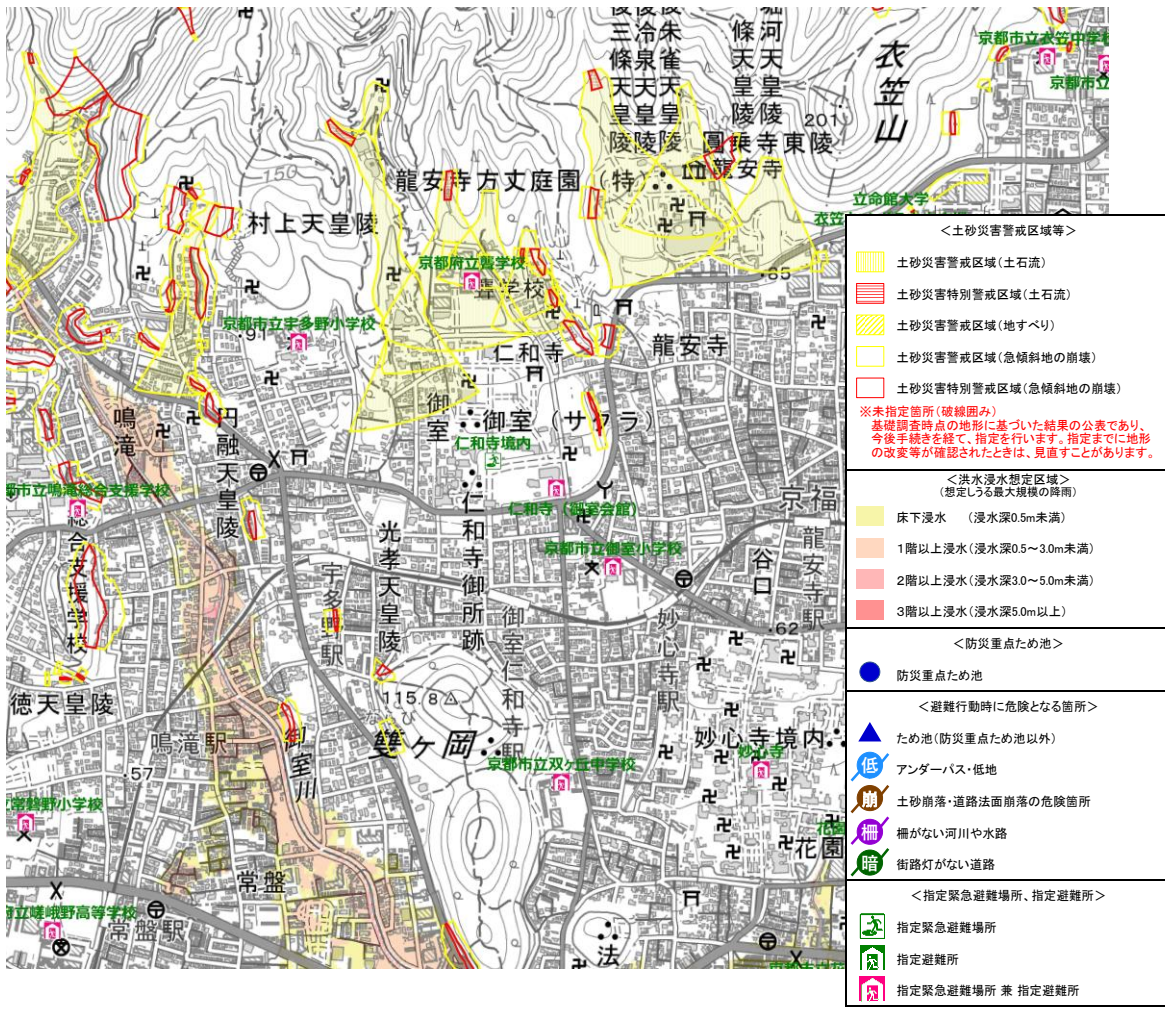 後三條天皇陵
後冷泉天皇陵
後朱雀天皇陵
條天皇陵
堀河天皇陵
圓乗寺東陵
衣笠山
京都市立衣笠中学校
京都市立
201
150
龍安寺方丈庭園(特)
龍安寺
立命館大学
衣笠
村上天皇陵
京都府立聾学校
聾学校
京都市立宇多野小学校
・91
仁和寺
龍安寺
鳴滝
円融天皇陵
御室
御室(サクラ)
仁和寺境内
都市立鳴滝総合支援学校
総合支援学校
光孝天皇陵
仁和寺御所跡
仁和寺(御室会館)
京福
龍安寺駅
京都市立御室小学校
谷口
宇多野駅
御室仁和寺駅
妙心寺駅
・62
徳天皇陵
鳴滝駅
115.8
ならび
雙ヶ岡
御室川
妙心寺境内
妙心寺
京都市立双ヶ丘中学校
・57
立常磐野小学校
花園
常盤
府立嵯峨野高等学校
常盤駅
法
<土砂災害警戒区域等>
土砂災害警戒区域(土石流)
土砂災害特別警戒区域(土石流)
土砂災害警戒区域(地すべり)
土砂災害警戒区域(急傾斜地の崩壊)
土砂災害特別警戒区域(急傾斜地の崩壊)
※未指定箇所(破線囲み)
基礎調査時点の地形に基づいた結果の公表であり、
今後手続きを経て、指定を行います。指定までに地形
の改変等が確認されたときは、見直すことがあります。
<洪水浸水想定区域>
(想定しうる最大規模の降雨)
床下浸水 (浸水深0.5m未満)
1階以上浸水(浸水深0.5~3.0m未満)
2階以上浸水(浸水深3.0~5.0m未満)
3階以上浸水(浸水深5.0m以上)
<防災重点ため池>
防災重点ため池
<避難行動時に危険となる箇所>
ため池(防災重点ため池以外)
低 アンダーパス・低地
崩 土砂崩落・道路法面崩落の危険箇所
柵 柵がない河川や水路
暗 街路灯がない道路
<指定緊急避難場所、指定避難所>
指定緊急避難場所
指定避難所
指定緊急避難場所 兼 指定避難所